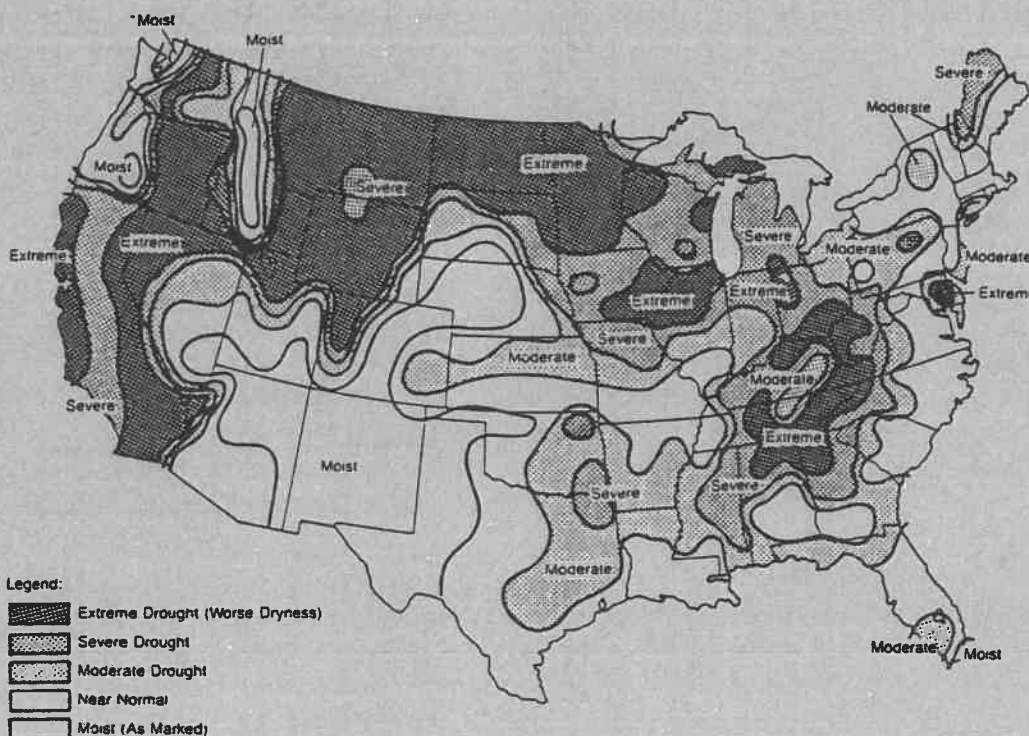 Moist
Moist
Severe
Moderate
Moist
Extreme
Severe
Extreme
Extreme
Severe
Moderate
Moderate
Extreme
Extreme
Extreme
Severe
Moderate
Moderate
Severe
Extreme
Moist
Severe
Severe
Moderate
Moderate
Moist
Legend:
Extreme Drought (Worse Dryness)
Severe Drought
Moderate Drought
Near Normal
Moist (As Marked)